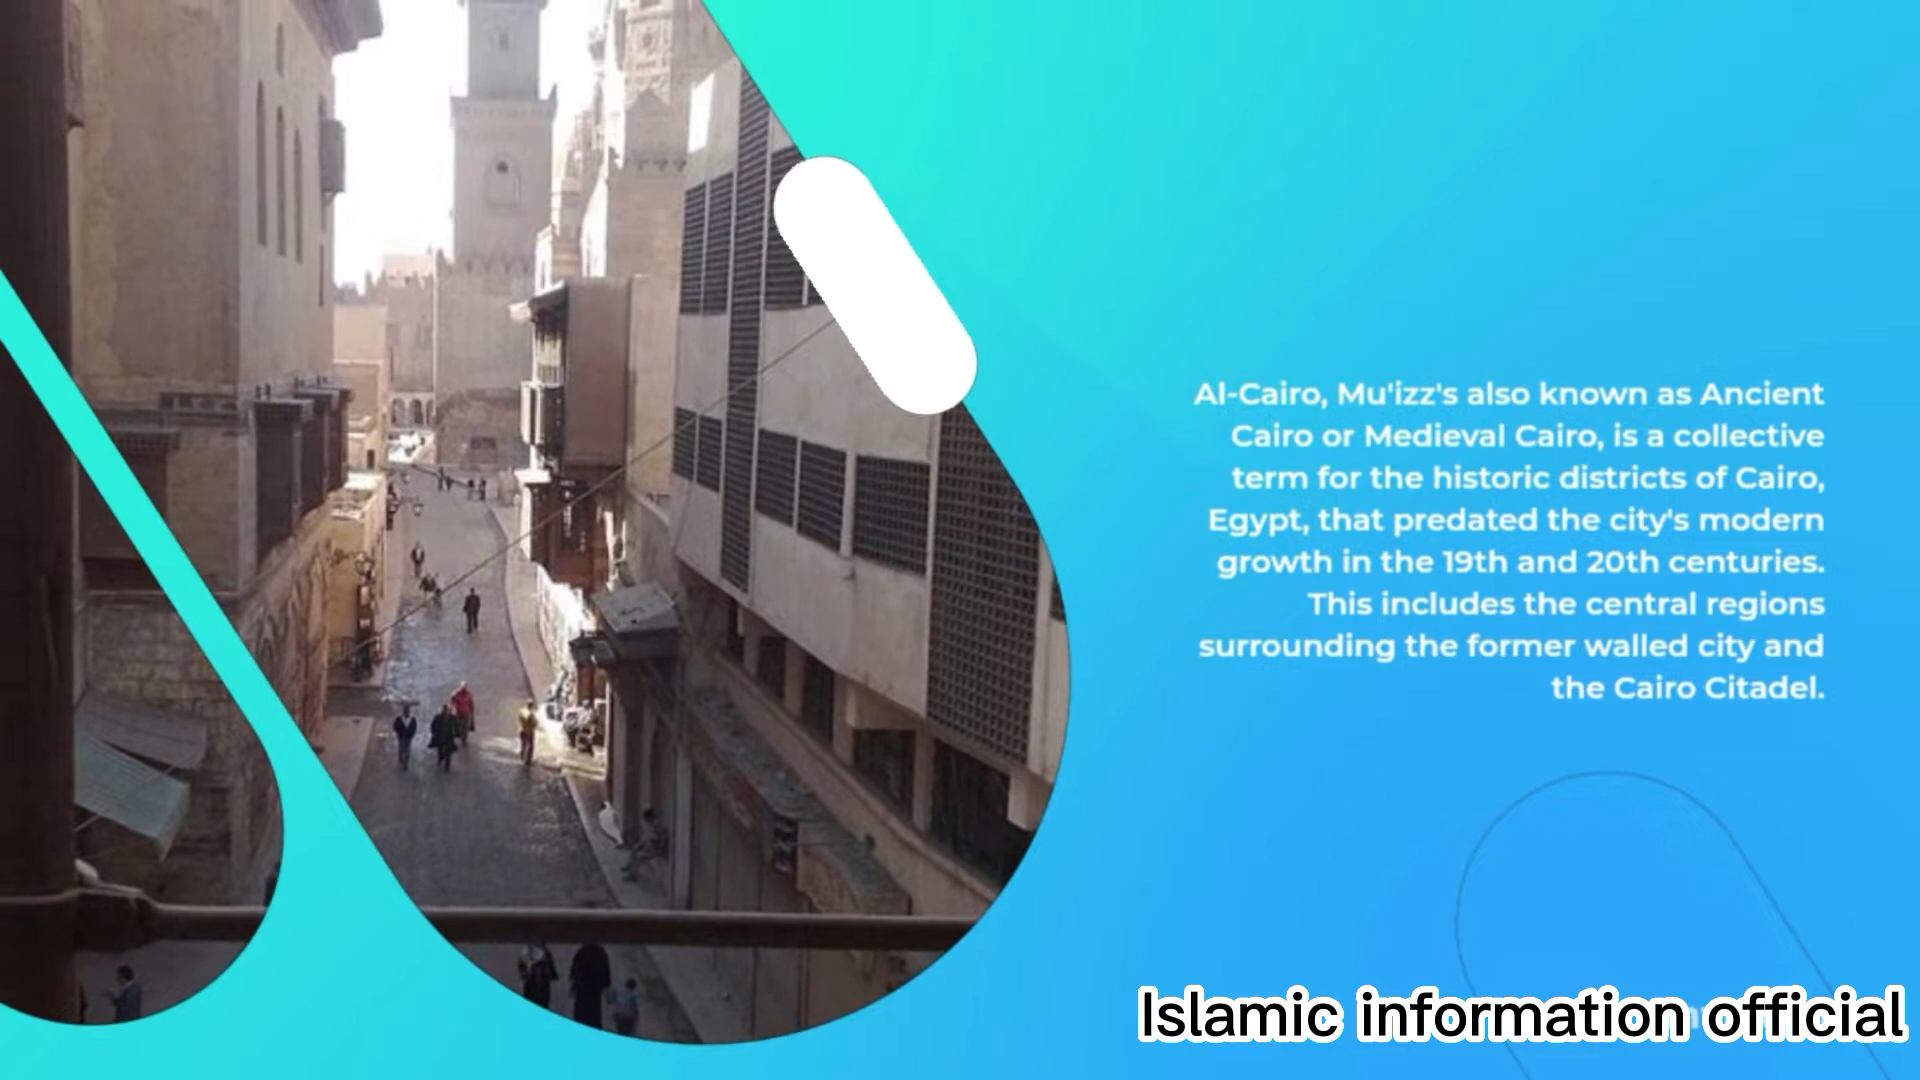 Al-Cairo, Mu'izz's also known as Ancient
Cairo or Medieval Cairo, is a collective
term for the historic districts of Cairo,
Egypt, that predated the city's modern
growth in the 19th and 20th centuries.
This includes the central regions
surrounding the former walled city and
the Cairo Citadel.
Islamic information official